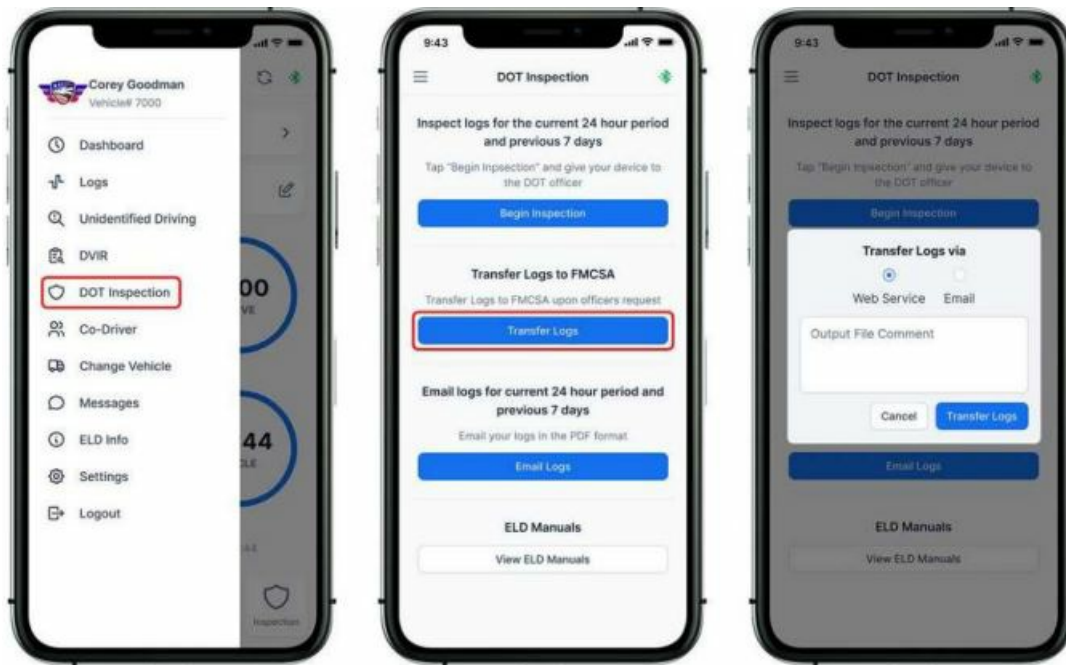 Corey Goodman
Vehicle# 7000
Dashboard
Logs
Unidentified Driving
DVIR
DOT Inspection
Co-Driver
Change Vehicle
Messages
ELD Info
Settings
Logout
00
VE
44
CLE
Inspection
9:43
DOT Inspection
Inspect logs for the current 24 hour period
and previous 7 days
Tap "Begin Inpsection" and give your device to
the DOT officer
Begin Inspection
Transfer Logs to FMCSA
Transfer Logs to FMCSA upon officers request
Transfer Logs
Email logs for current 24 hour period and
previous 7 days
Email your logs in the PDF format
Email Logs
ELD Manuals
View ELD Manuals
9:43
DOT Inspection
Inspect logs for the current 24 hour period
and previous 7 days
Tap "Begin Inpsection" and give your device to
the DOT officer
Begin Inspection
Transfer Logs via
Web Service Email
Output File Comment
Cancel Transfer Logs
Email Logs
ELD Manuals
View ELD Manuals